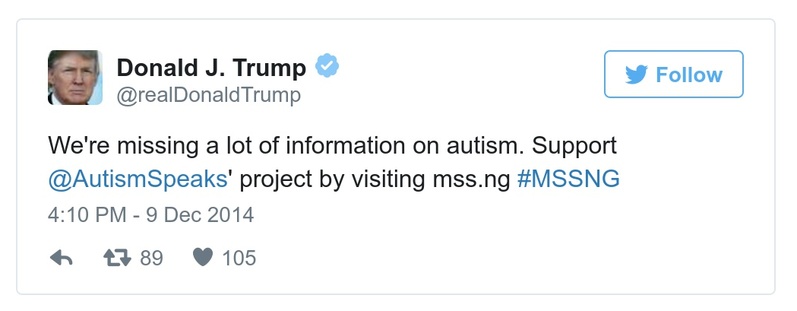 Donald J. Trump
@realDonaldTrump
Follow
We're missing a lot of information on autism. Support
@AutismSpeaks' project by visiting mss.ng #MSSNG
4:10 PM - 9 Dec 2014
89 105